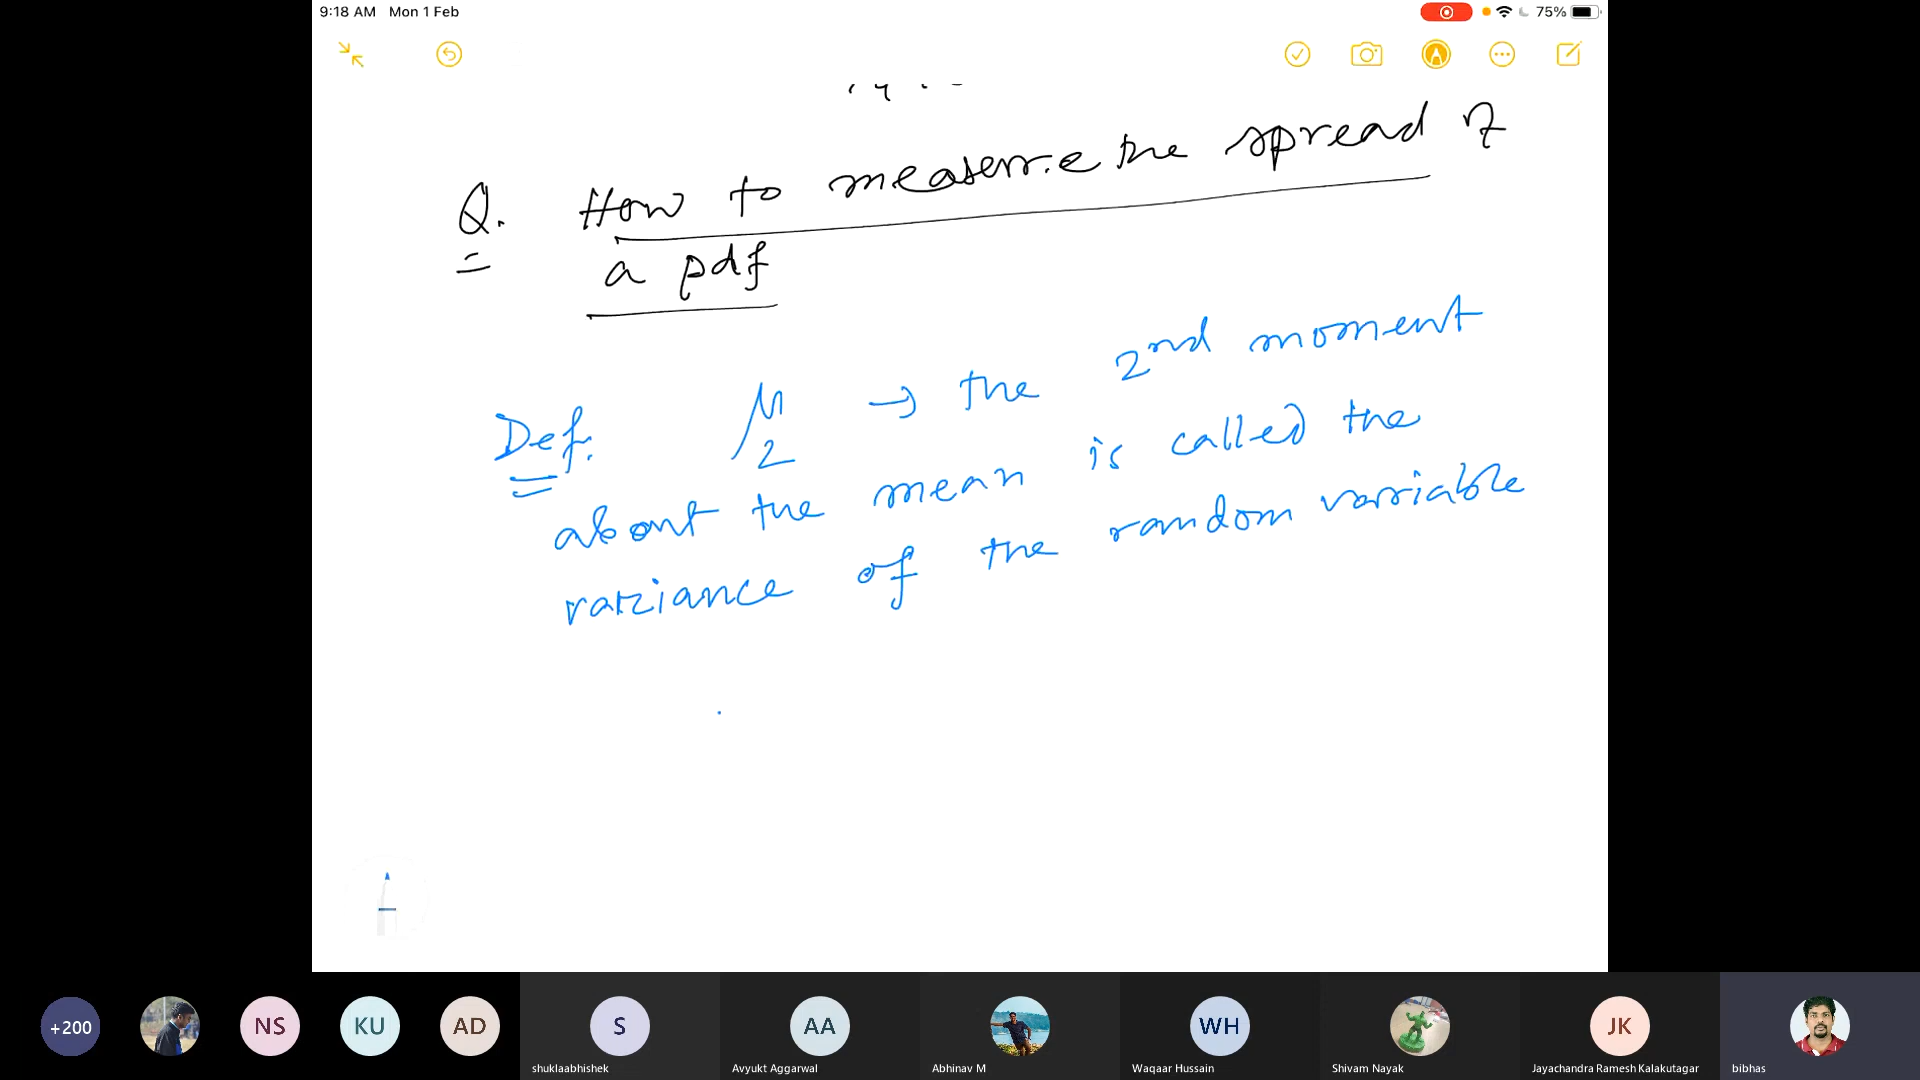 9:18 AM Mon 1 Feb
75%
Q. How to measure the spread of
a pdf
Def. μ2 → the 2nd moment
about the mean is called the
variance of the random variable
+200
NS
KU
AD
S
AA
WH
JK
shuklaabhishek
Avyukt Aggarwal
Abhinav M
Waqaar Hussain
Shivam Nayak
Jayachandra Ramesh Kalakutagar
bibhas